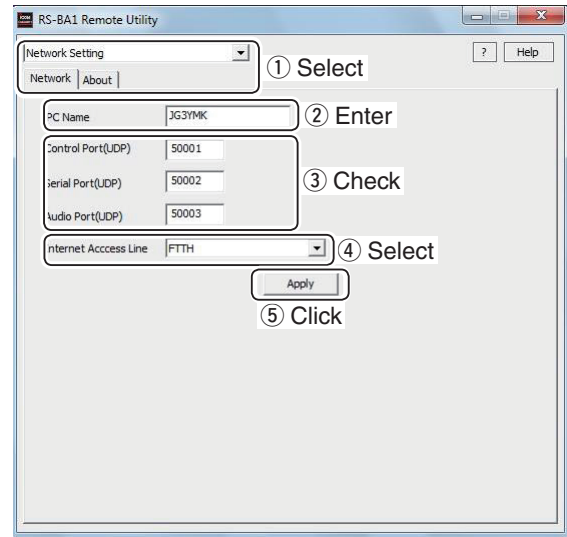 RS-BA1 Remote Utility
Network Setting
? Help
① Select
Network About
PC Name JG3YMK ② Enter
Control Port(UDP) 50001
Serial Port(UDP) 50002 ③ Check
Audio Port(UDP) 50003
Internet Acccess Line FTTH ④ Select
Apply
⑤ Click